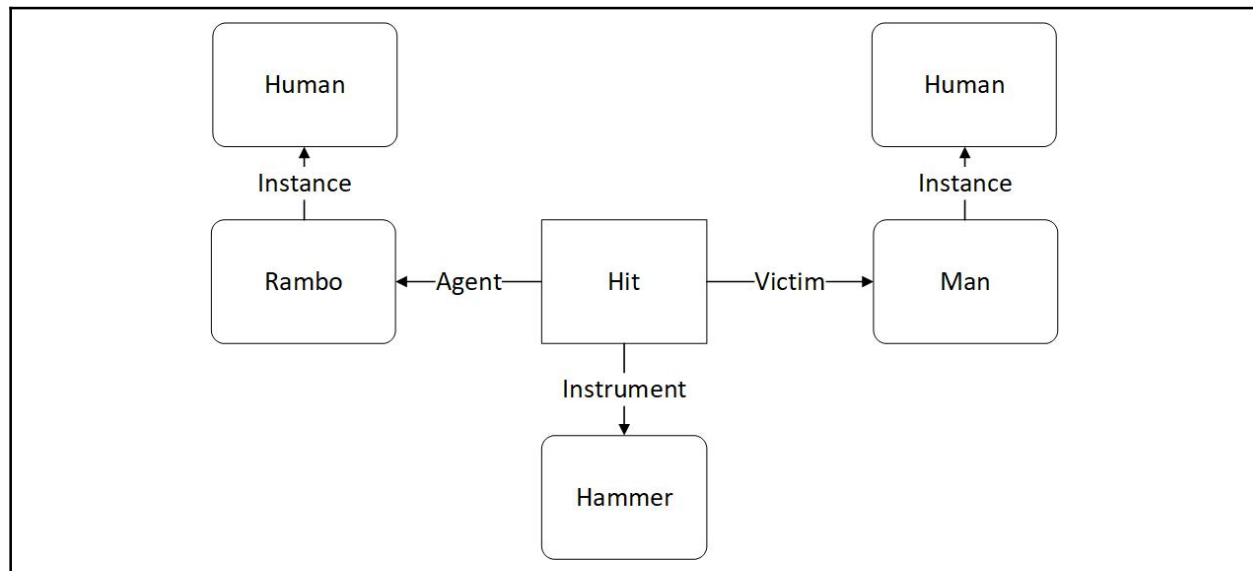 Human
Human
Instance
Instance
Rambo
Agent
Hit
Victim
Man
Instrument
Hammer